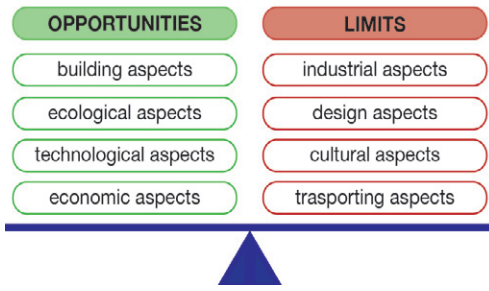 OPPORTUNITIES
building aspects
ecological aspects
technological aspects
economic aspects
LIMITS
industrial aspects
design aspects
cultural aspects
trasporting aspects